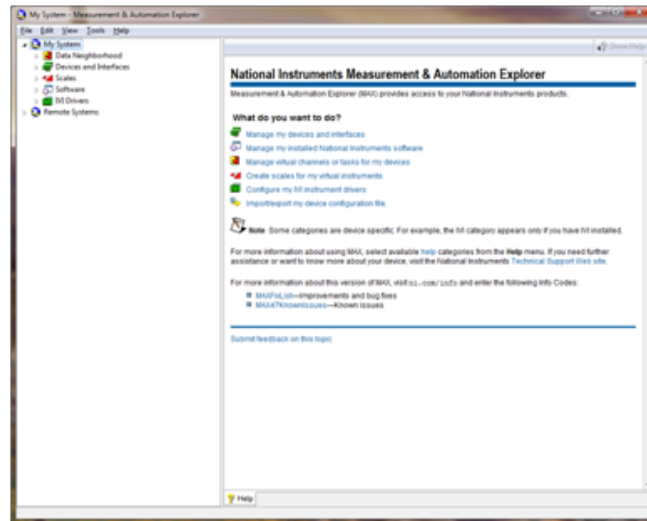 My System - Measurement & Automation Explorer
File Edit View Tools Help
My System
Data Neighborhood
Devices and Interfaces
Scales
Software
IVI Drivers
Remote Systems
Show Help
National Instruments Measurement & Automation Explorer
Measurement & Automation Explorer (MAX) provides access to your National Instruments products.
What do you want to do?
Manage my devices and interfaces
Manage my installed National Instruments software
Manage virtual channels or tasks for my devices
Create scales for my virtual instruments
Configure my IVI instrument drivers
Import/export my device configuration file.
Note Some categories are device specific. For example, the IVI category appears only if you have IVI installed.
For more information about using MAX, select available help categories from the Help menu. If you need further
assistance or want to know more about your device, visit the National Instruments Technical Support Web site.
For more information about this version of MAX, visit ni.com/info and enter the following Info Codes:
MAXFixList—Improvements and bug fixes
MAX47KnownIssues—Known issues
Submit feedback on this topic
Help